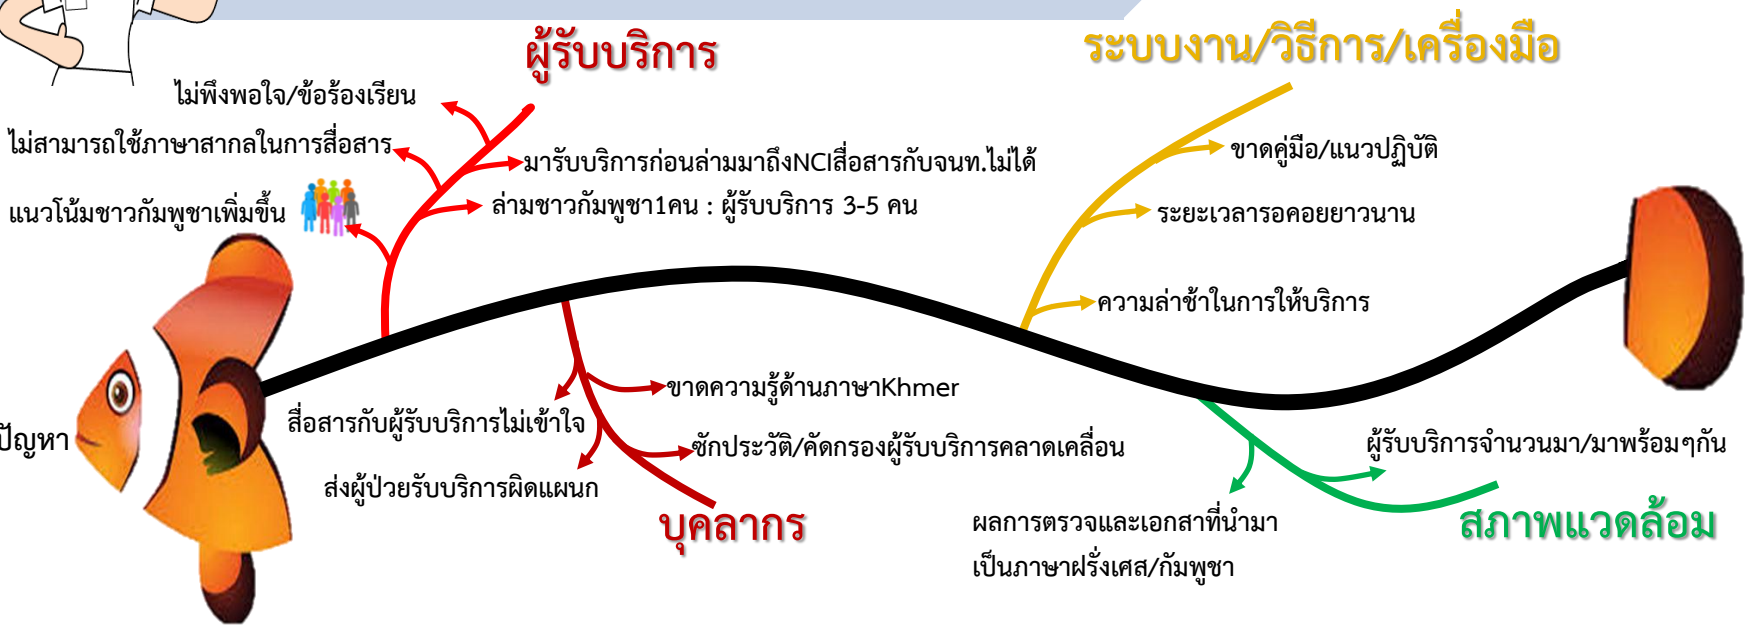 ผู้รับบริการ
ระบบงาน/วิธีการ/เครื่องมือ
ไม่พึงพอใจ/ข้อร้องเรียน
ไม่สามารถใช้ภาษาสากลในการสื่อสาร
มารับบริการก่อนล่ามมาถึงNCIสื่อสารกับจนท.ไม่ได้
ขาดคู่มือ/แนวปฏิบัติ
แนวโน้มชาวกัมพูชาเพิ่มขึ้น
ล่ามชาวกัมพูชา1คน : ผู้รับบริการ 3-5 คน
ระยะเวลารอคอยยาวนาน
ความล่าช้าในการให้บริการ
ขาดความรู้ด้านภาษาKhmer
สื่อสารกับผู้รับบริการไม่เข้าใจ
ปัญหา
ซักประวัติ/คัดกรองผู้รับบริการคลาดเคลื่อน
ผู้รับบริการจำนวนมา/มาพร้อมๆกัน
ส่งผู้ป่วยรับบริการผิดแผนก
บุคลากร
ผลการตรวจและเอกสาที่นำมา
เป็นภาษาฝรั่งเศส/กัมพูชา
สภาพแวดล้อม